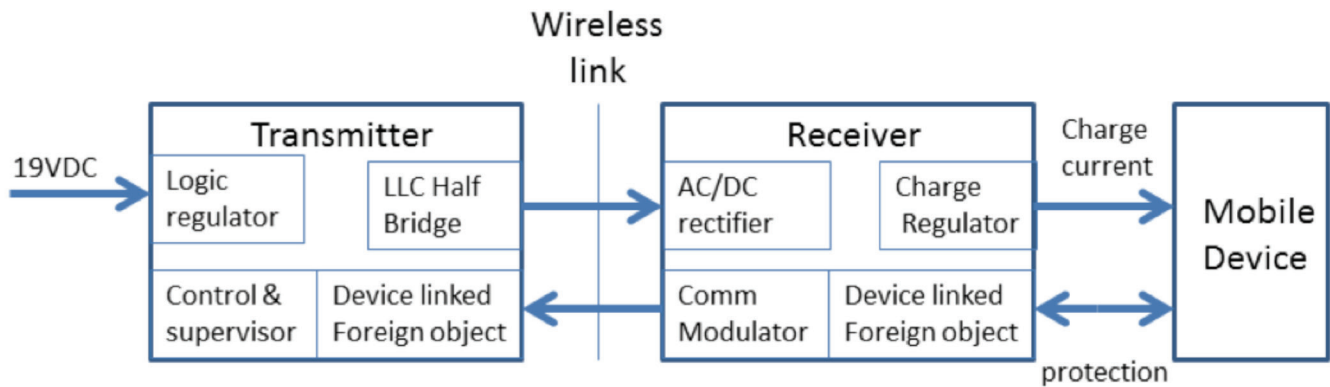 Wireless
link
Transmitter
Receiver
Charge
current
19VDC
Logic
regulator
LLC Half
Bridge
AC/DC
rectifier
Charge
Regulator
Mobile
Device
Control &
supervisor
Device linked
Foreign object
Comm
Modulator
Device linked
Foreign object
protection